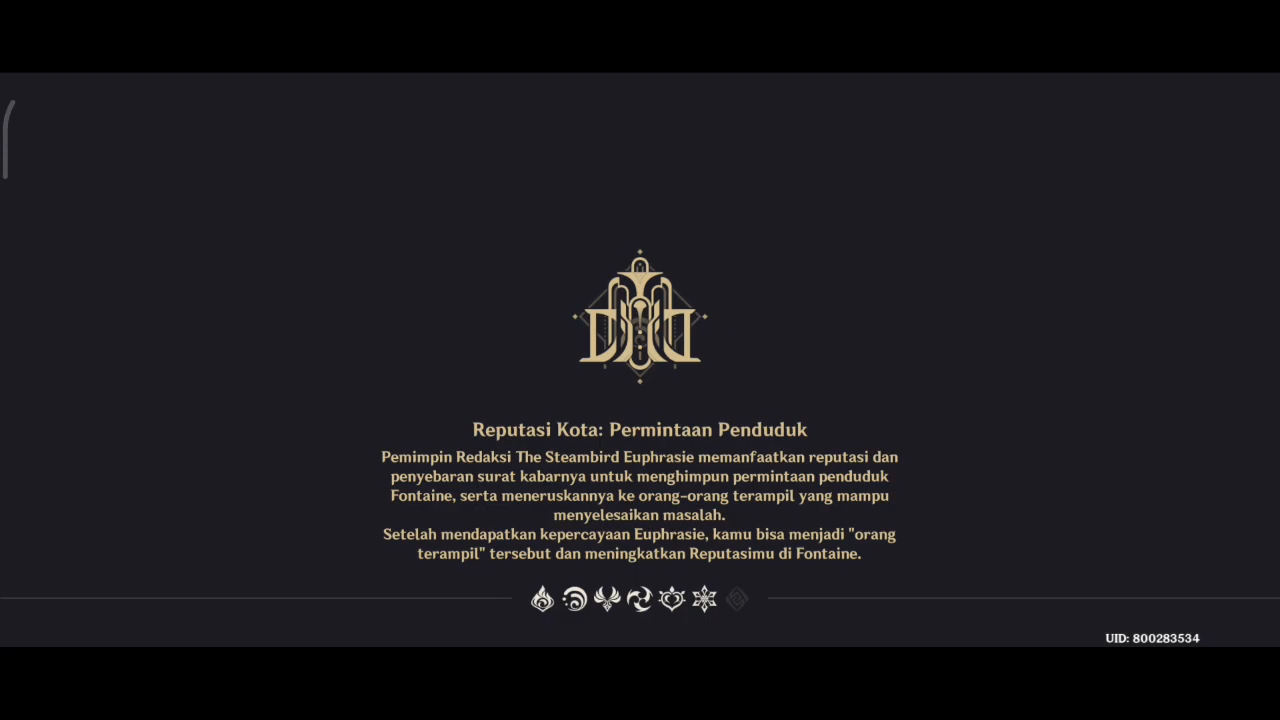 Reputasi Kota: Permintaan Penduduk
Pemimpin Redaksi The Steambird Euphrasie memanfaatkan reputasi dan
penyebaran surat kabarnya untuk menghimpun permintaan penduduk
Fontaine, serta meneruskannya ke orang-orang terampil yang mampu
menyelesaikan masalah.
Setelah mendapatkan kepercayaan Euphrasie, kamu bisa menjadi "orang
terampil" tersebut dan meningkatkan Reputasimu di Fontaine.
UID: 800283534